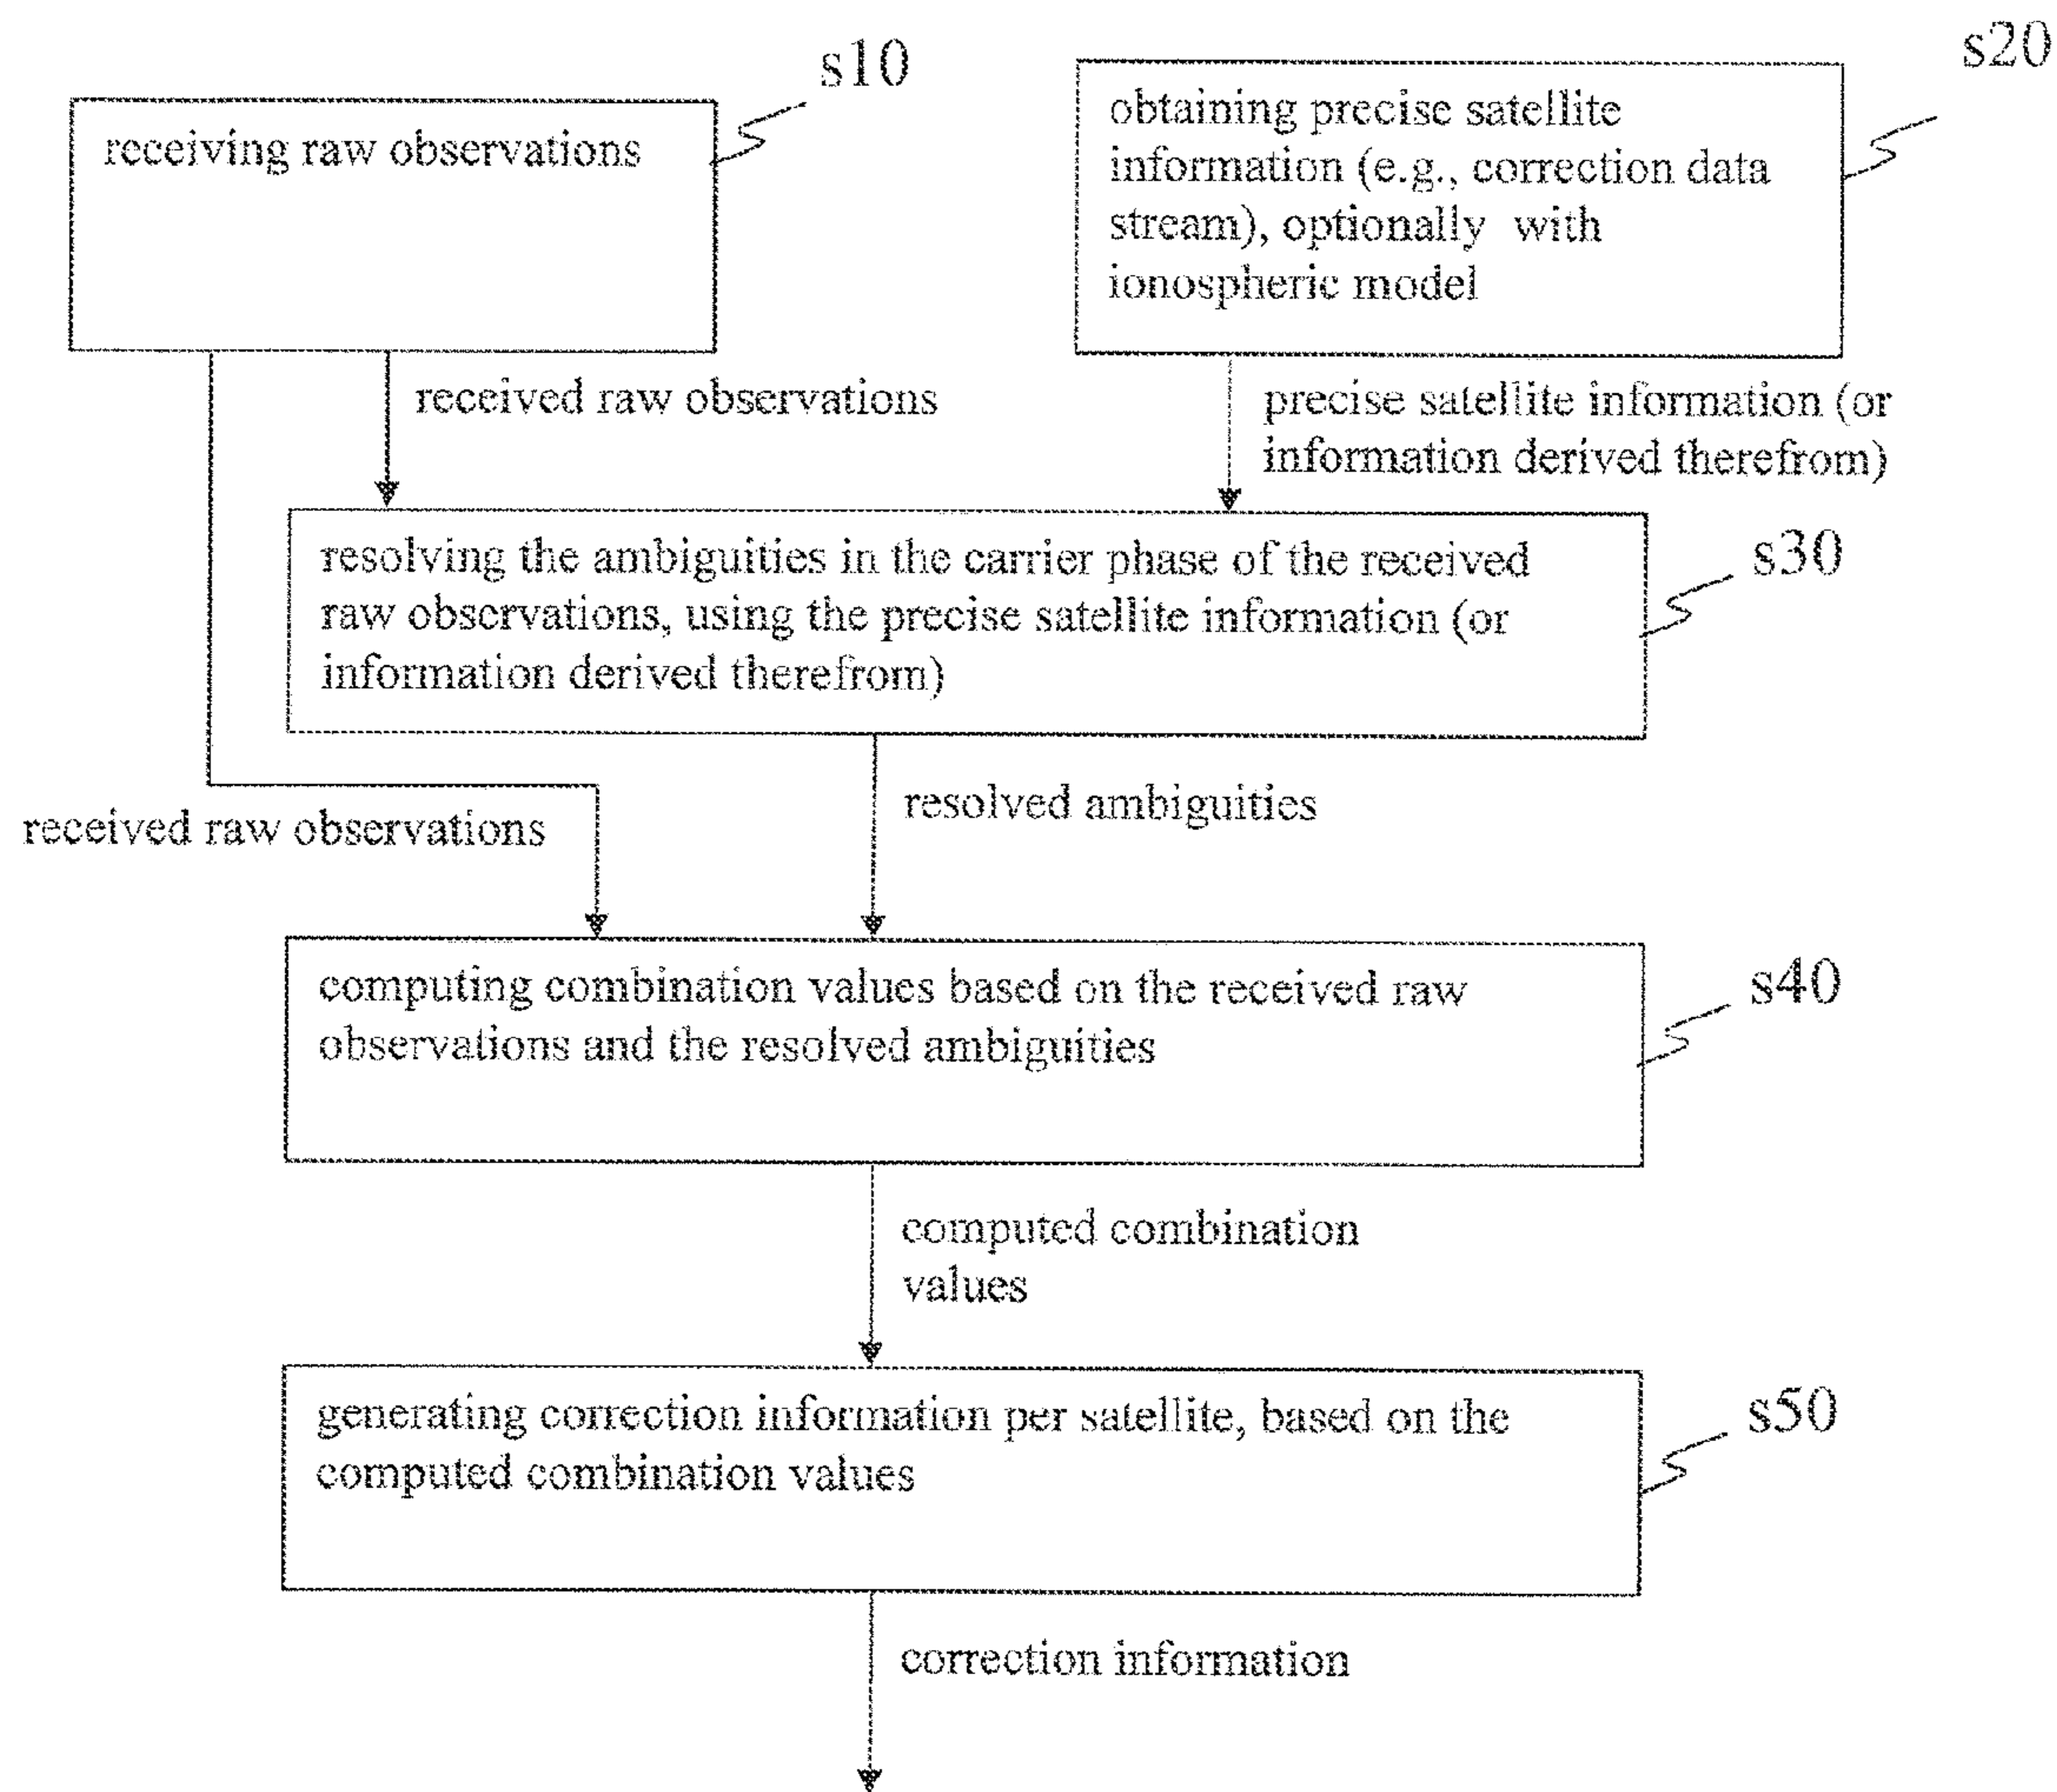 s10
receiving raw observations
s20
obtaining precise satellite
information (e.g., correction data
stream), optionally with
ionospheric model
received raw observations
precise satellite information (or
information derived therefrom)
s30
resolving the ambiguities in the carrier phase of the received
raw observations, using the precise satellite information (or
information derived therefrom)
received raw observations
resolved ambiguities
s40
computing combination values based on the received raw
observations and the resolved ambiguities
computed combination
values
s50
generating correction information per satellite, based on the
computed combination values
correction information